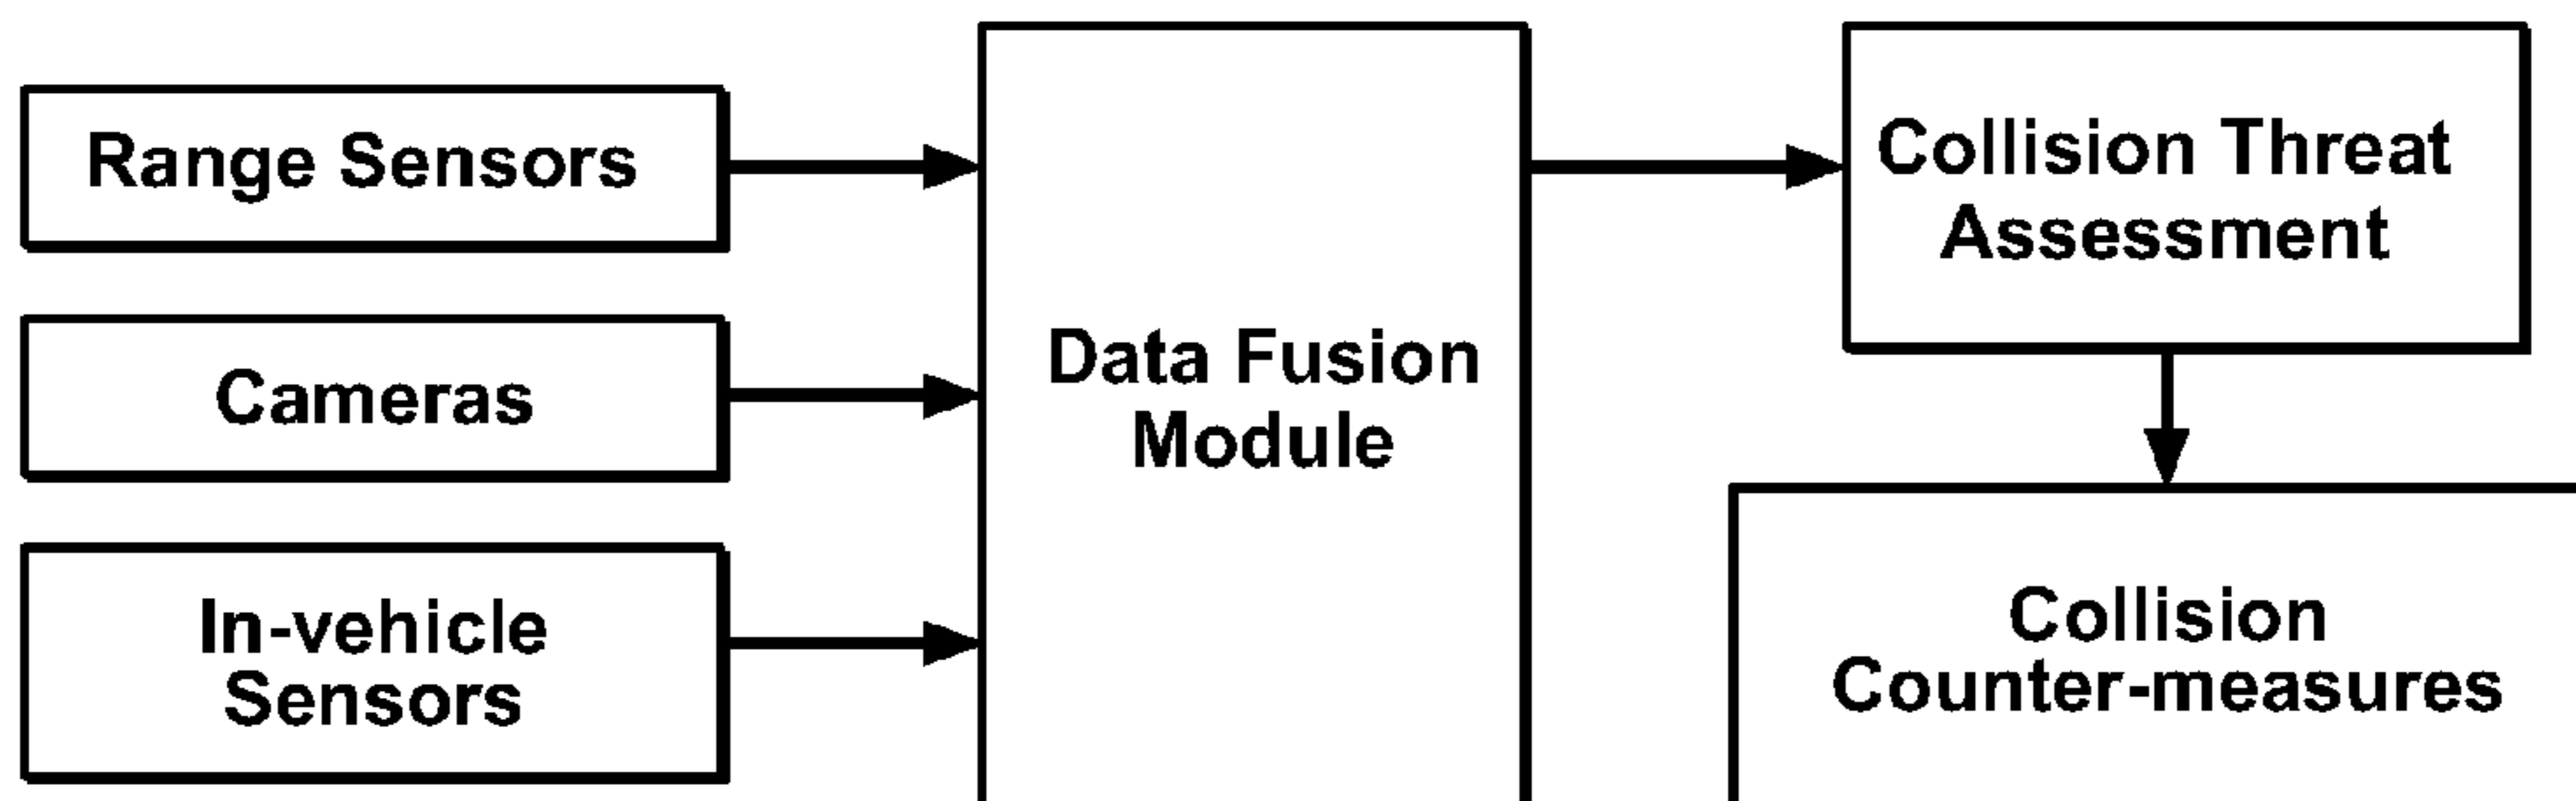 Range Sensors
Cameras
In-vehicle
Sensors
Data Fusion
Module
Collision Threat
Assessment
Collision
Counter-measures